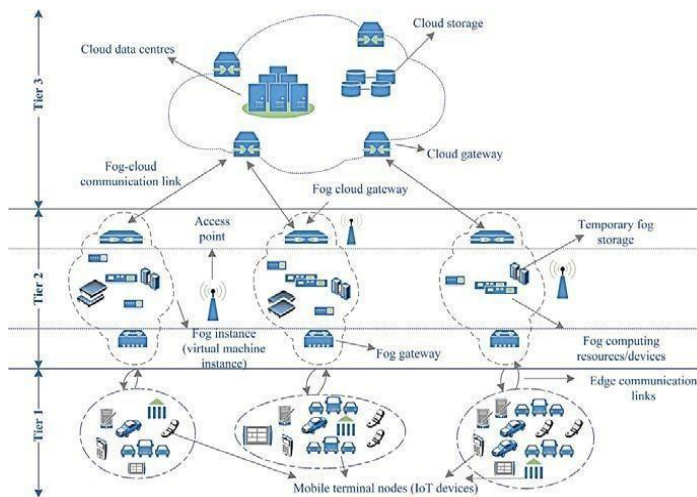 Tier 3
Cloud data centres
Cloud storage
Cloud gateway
Fog-cloud
communication link
Fog cloud gateway
Tier 2
Access
point
Temporary fog
storage
Fog instance
(virtual machine
instance)
Fog gateway
Fog computing
resources/devices
Tier 1
Edge communication
links
Mobile terminal nodes (IoT devices)